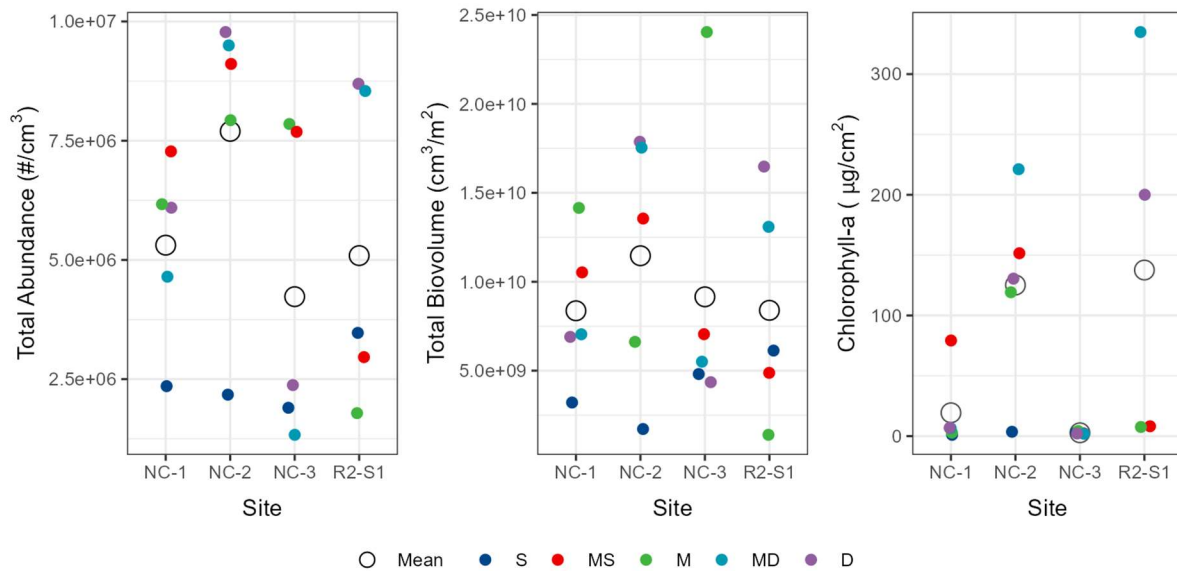 Total Abundance (#/cm³)
1.0e+07
7.5e+06
5.0e+06
2.5e+06
NC-1 NC-2 NC-3 R2-S1
Site
Total Biovolume (cm³/m²)
2.5e+10
2.0e+10
1.5e+10
1.0e+10
5.0e+09
NC-1 NC-2 NC-3 R2-S1
Site
Chlorophyll-a ( µg/cm²)
300
200
100
0
NC-1 NC-2 NC-3 R2-S1
Site
Mean S MS M MD D